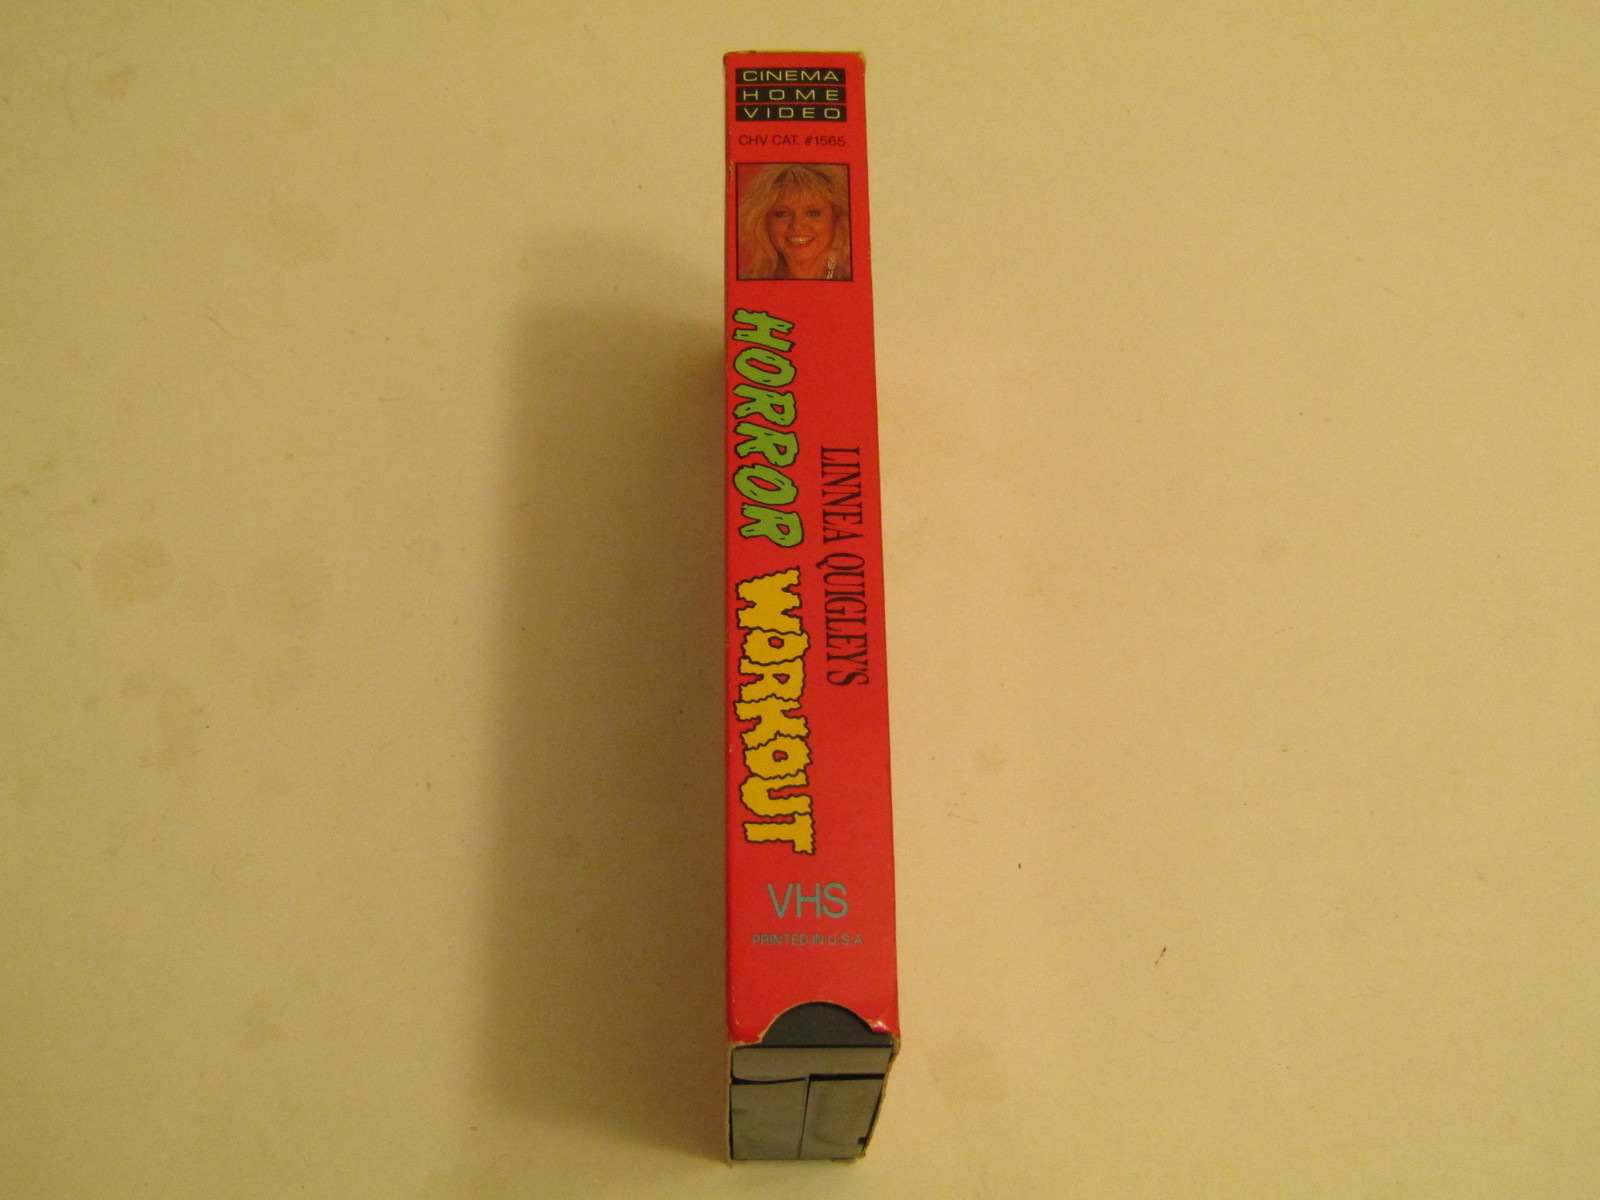 CINEMA
HOME
VIDEO
CHV CAT. #1565
LINNEA QUIGLEY'S
HORROR WORKOUT
VHS
PRINTED IN U S A